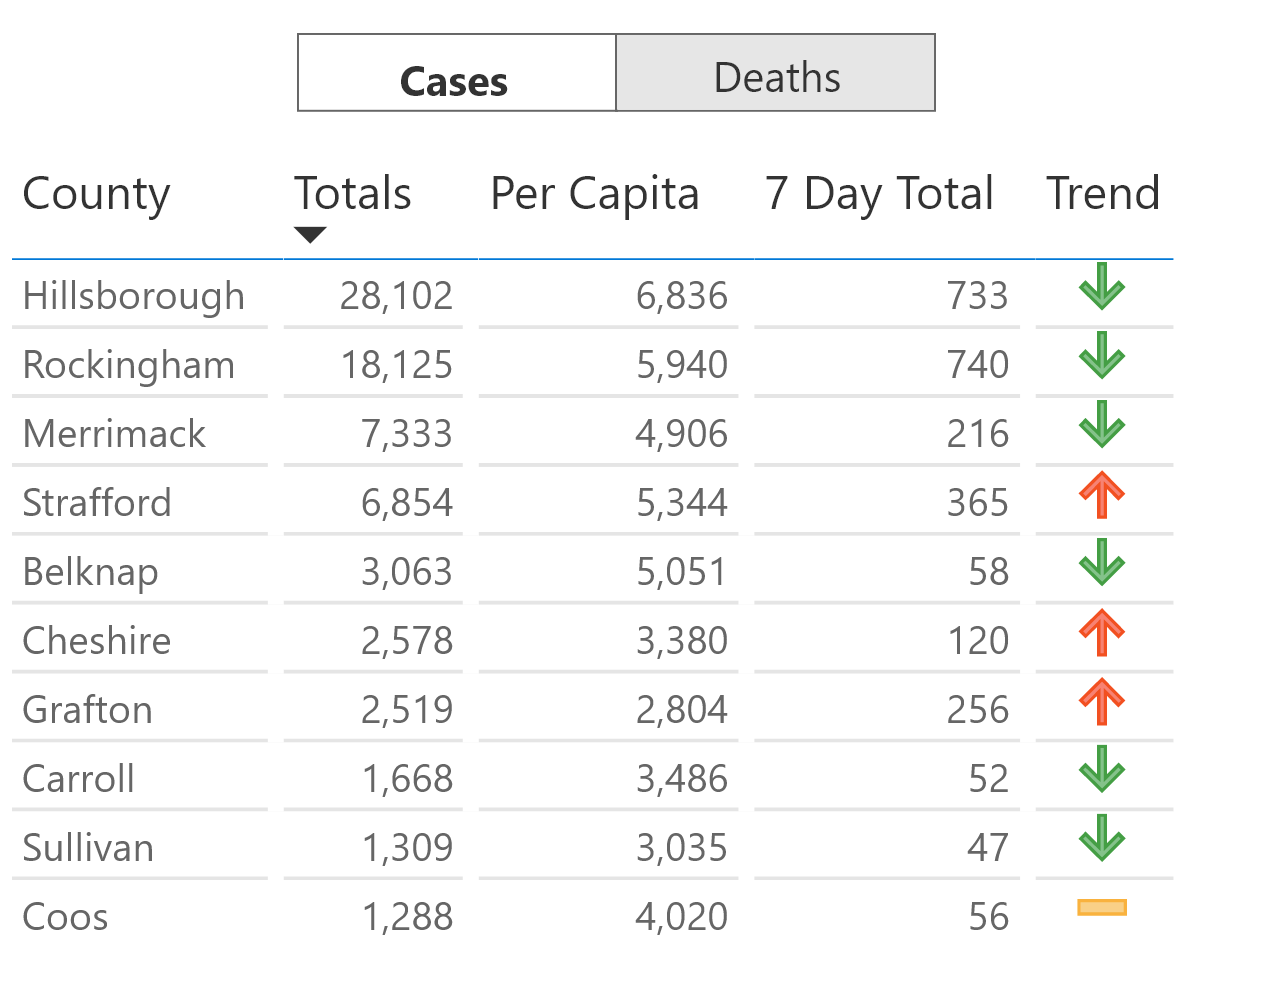 Cases Deaths
County Totals Per Capita 7 Day Total Trend
Hillsborough 28,102 6,836 733
Rockingham 18,125 5,940 740
Merrimack 7,333 4,906 216
Strafford 6,854 5,344 365
Belknap 3,063 5,051 58
Cheshire 2,578 3,380 120
Grafton 2,519 2,804 256
Carroll 1,668 3,486 52
Sullivan 1,309 3,035 47
Coos 1,288 4,020 56